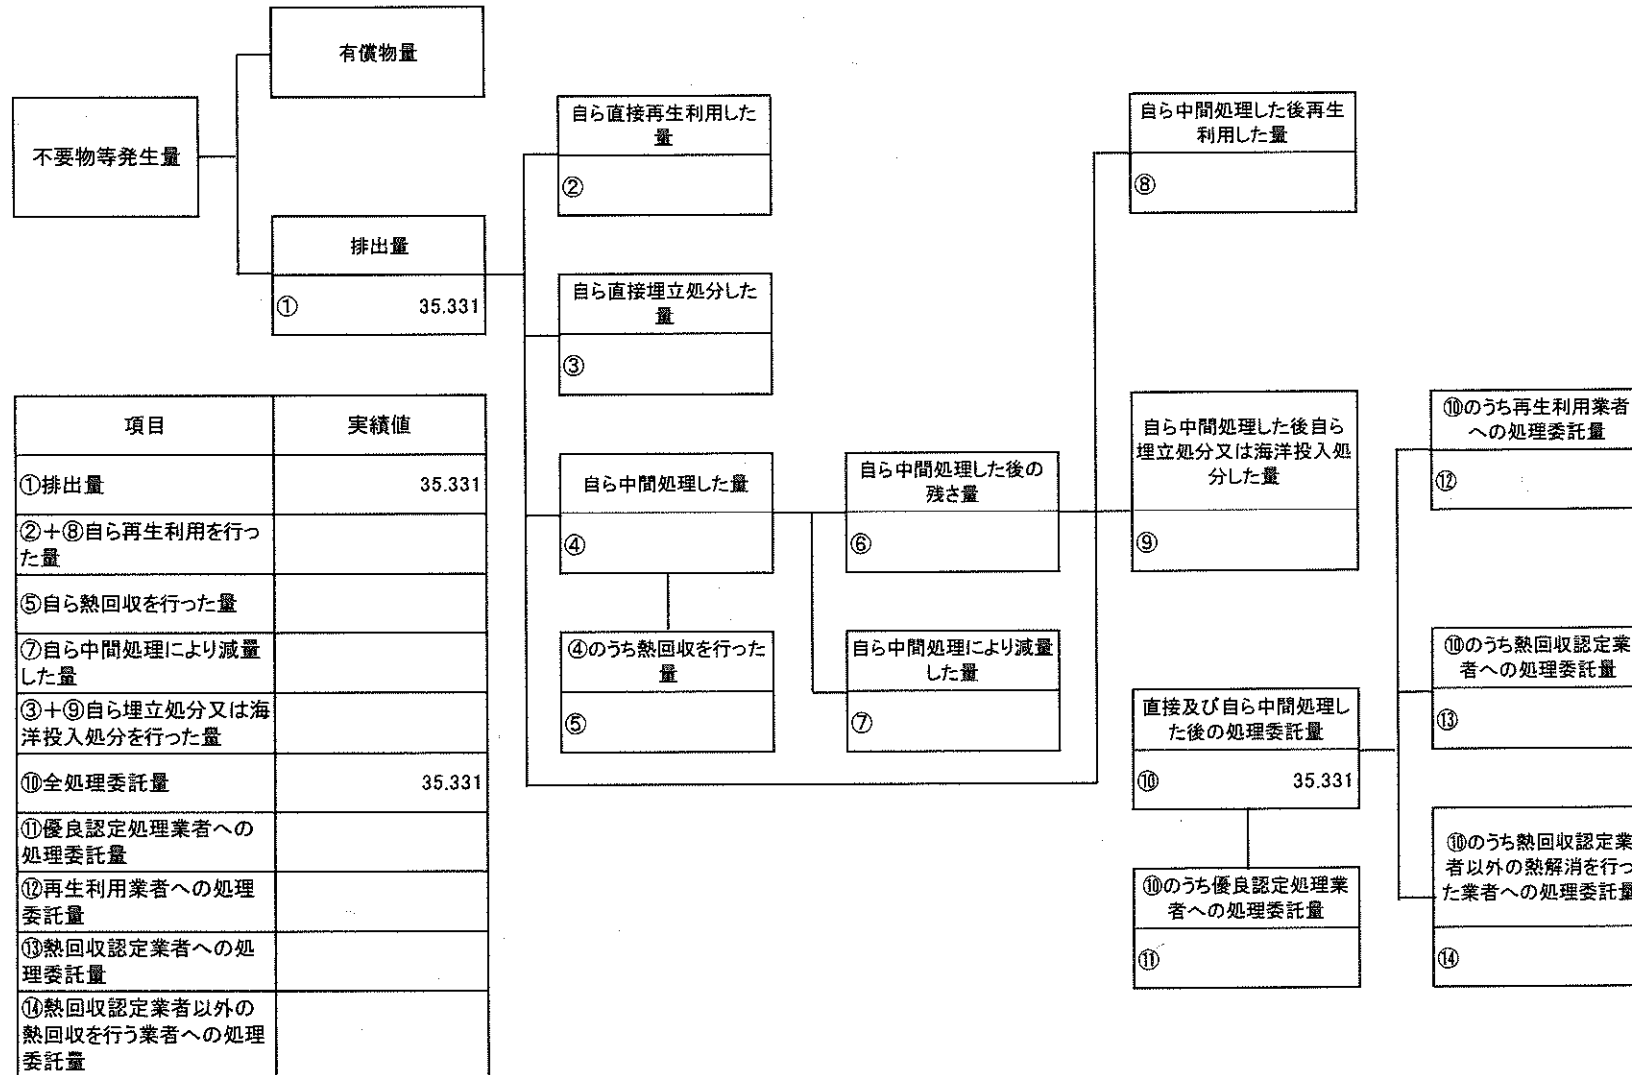 有償物量
不要物等発生量
排出量
① 35.331
自ら直接再生利用した
量
②
自ら直接埋立処分した
量
③
自ら中間処理した量
④
④のうち熱回収を行った
量
⑤
自ら中間処理した後の
残さ量
⑥
自ら中間処理により減量
した量
⑦
自ら中間処理した後再生
利用した量
⑧
自ら中間処理した後自ら
埋立処分又は海洋投入処
分した量
⑨
直接及び自ら中間処理し
た後の処理委託量
⑩ 35.331
⑩のうち優良認定処理業
者への処理委託量
⑪
⑩のうち再生利用業者
への処理委託量
⑫
⑩のうち熱回収認定業
者への処理委託量
⑬
⑩のうち熱回収認定業
者以外の熱解消を行っ
た業者への処理委託量
⑭
項目 実績値
①排出量 35.331
②+⑧自ら再生利用を行っ
た量
⑤自ら熱回収を行った量
⑦自ら中間処理により減量
した量
③+⑨自ら埋立処分又は海
洋投入処分を行った量
⑩全処理委託量 35.331
⑪優良認定処理業者への
処理委託量
⑫再生利用業者への処理
委託量
⑬熱回収認定業者への処
理委託量
⑭熱回収認定業者以外の
熱回収を行う業者への処理
委託量